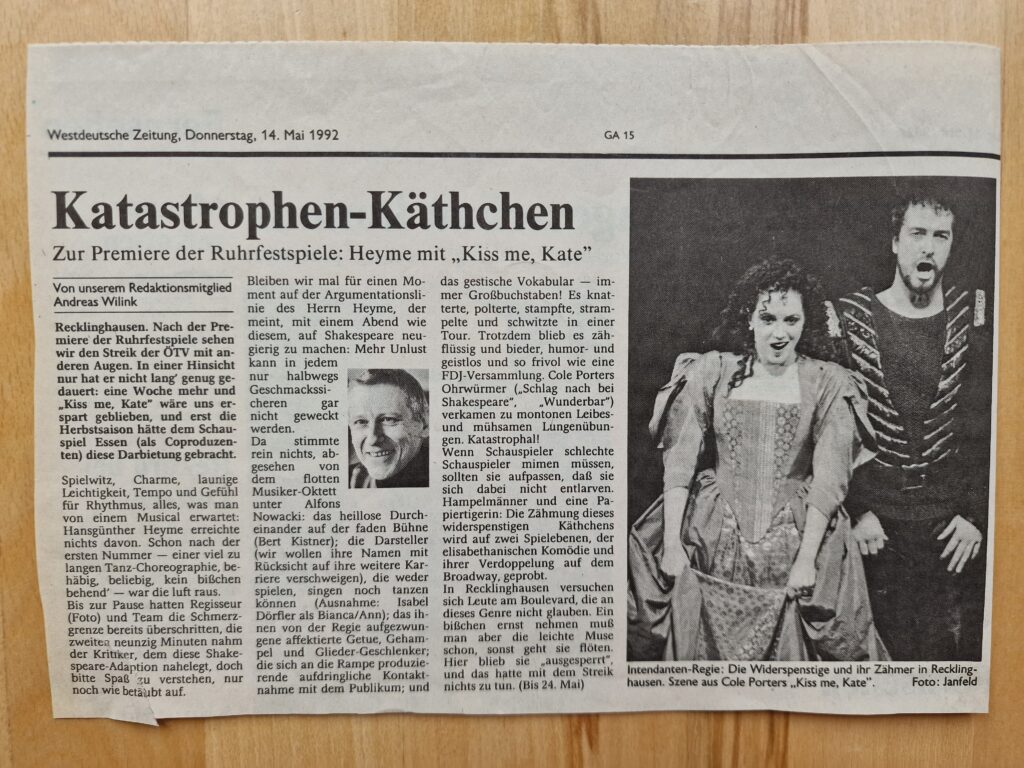 Westdeutsche Zeitung, Donnerstag, 14. Mai 1992
GA 15
Katastrophen-Käthchen
Zur Premiere der Ruhrfestspiele: Heyme mit „Kiss me, Kate”
Von unserem Redaktionsmitglied
Andreas Wilink
Recklinghausen. Nach der Pre-
miere der Ruhrfestspiele sehen
wir den Streik der ÖTV mit an-
deren Augen. In einer Hinsicht
nur hat er nicht lang’ genug ge-
dauert: eine Woche mehr und
„Kiss me, Kate” wäre uns er-
spart geblieben, und erst die
Herbstsaison hätte dem Schau-
spiel Essen (als Coproduzen-
ten) diese Darbietung gebracht.
Spielwitz, Charme, launige
Leichtigkeit, Tempo und Gefühl
für Rhythmus, alles, was man
von einem Musical erwartet:
Hansgünther Heyme erreichte
nichts davon. Schon nach der
ersten Nummer — einer viel zu
langen Tanz-Choreographie, be-
häbig, beliebig, kein bißchen
behend’ — war die luft raus.
Bis zur Pause hatten Regisseur
(Foto) und Team die Schmerz-
grenze bereits überschritten, die
zweiten neunzig Minuten nahm
der Kritiker, dem diese Shake-
speare-Adaption nahelegt, doch
bitte Spaß zu verstehen, nur
noch wie betäubt auf.
Bleiben wir mal für einen Mo-
ment auf der Argumentationsli-
nie des Herrn Heyme, der
meint, mit einem Abend wie
diesem, auf Shakespeare neu-
gierig zu machen: Mehr Unlust
kann in jedem
nur halbwegs
Geschmackssi-
cheren gar
nicht geweckt
werden.
Da stimmte
rein nichts, ab-
gesehen von
dem flotten
Musiker-Oktett
unter Alfons
Nowacki: das heillose Durch-
einander auf der faden Bühne
(Bert Kistner); die Darsteller
(wir wollen ihre Namen mit
Rücksicht auf ihre weitere Kar-
riere verschweigen), die weder
spielen, singen noch tanzen
können (Ausnahme: Isabel
Dörfler als Bianca/Ann); das ih-
nen von der Regie aufgezwun-
gene affektierte Getue, Geham-
pel und Glieder-Geschlenker;
die sich an die Rampe produzie-
rende aufdringliche Kontakt-
nahme mit dem Publikum; und
das gestische Vokabular — im-
mer Großbuchstaben! Es knat-
terte, polterte, stampfte, stram-
pelte und schwitzte in einer
Tour. Trotzdem blieb es zäh-
flüssig und bieder, humor- und
geistlos und so frivol wie eine
FDJ-Versammlung. Cole Porters
Ohrwürmer („Schlag nach bei
Shakespeare”, „Wunderbar”)
verkamen zu montonen Leibes-
und mühsamen Lungenübun-
gen. Katastrophal!
Wenn Schauspieler schlechte
Schauspieler mimen müssen,
sollten sie aufpassen, daß sie
sich dabei nicht entlarven.
Hampelmänner und eine Pa-
piertigerin: Die Zähmung dieses
widerspenstigen Käthchens
wird auf zwei Spielebenen, der
elisabethanischen Komödie und
ihrer Verdoppelung auf dem
Broadway, geprobt.
In Recklinghausen versuchen
sich Leute am Boulevard, die an
dieses Genre nicht glauben. Ein
bißchen ernst nehmen muß
man aber die leichte Muse
schon, sonst geht sie flöten.
Hier blieb sie „ausgesperrt”,
und das hatte mit dem Streik
nichts zu tun. (Bis 24. Mai)
Intendanten-Regie: Die Widerspenstige und ihr Zähmer in Reckling-
hausen. Szene aus Cole Porters „Kiss me, Kate”. Foto: Janfeld